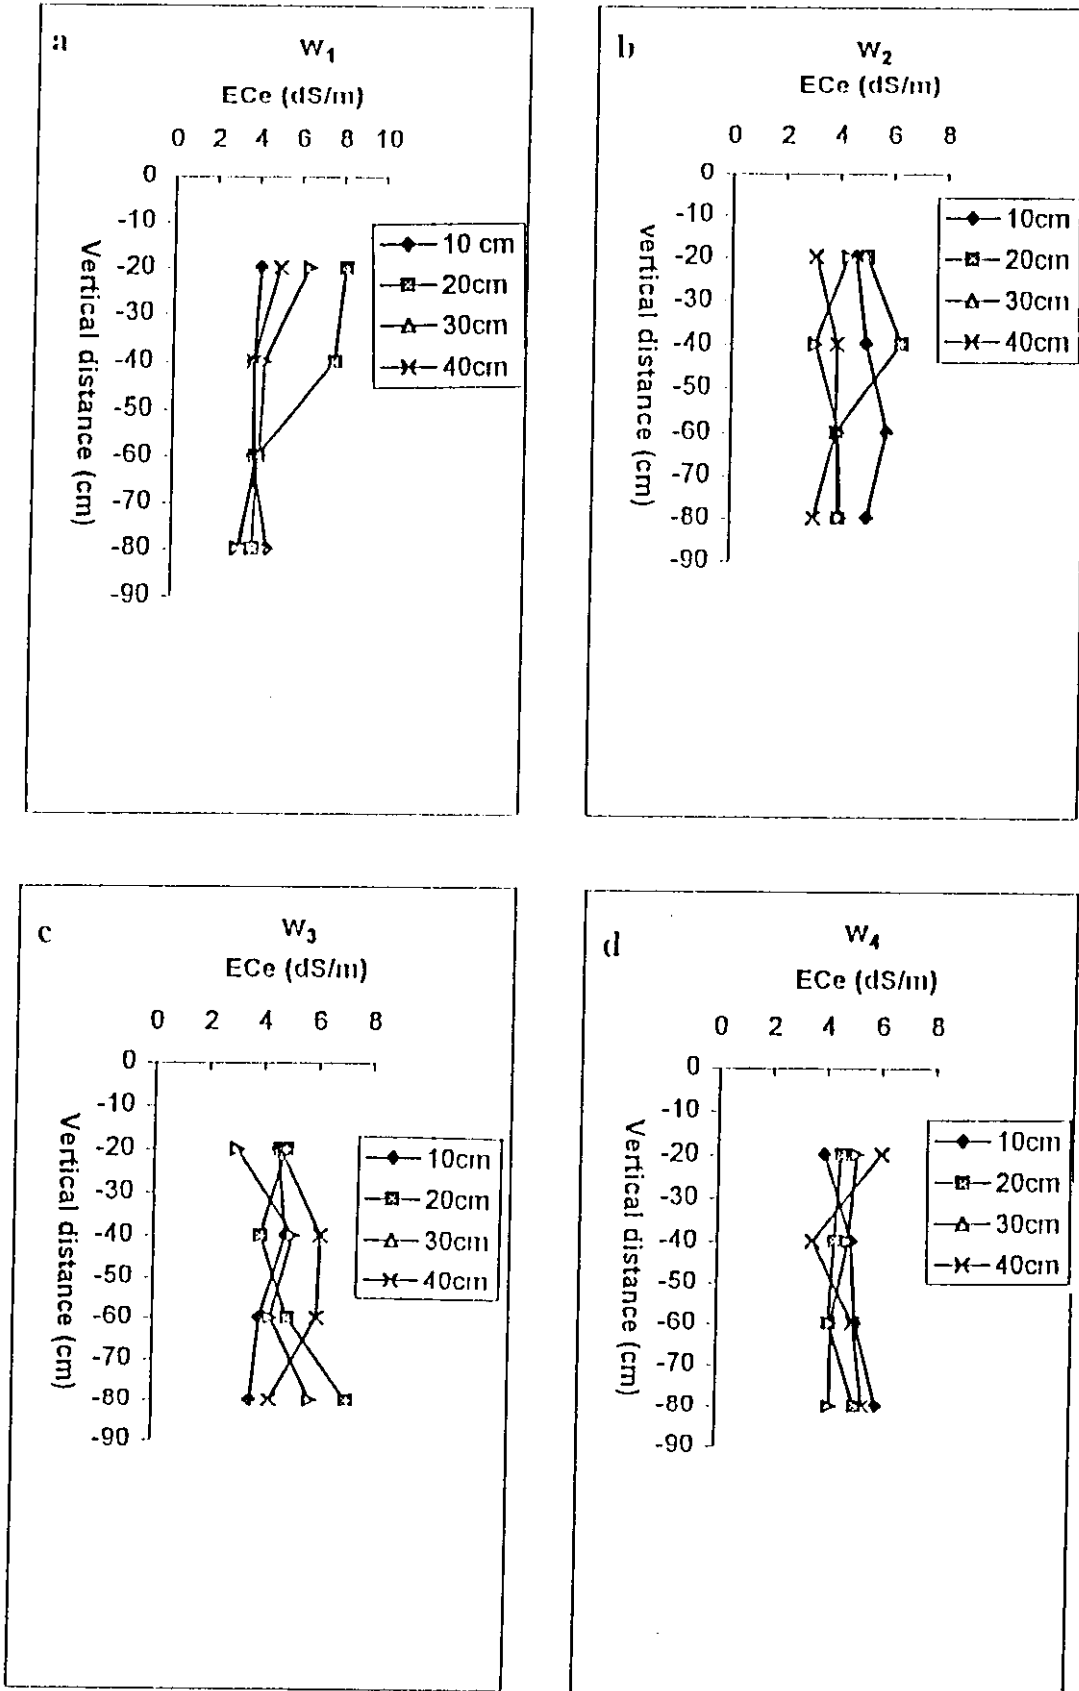 a
W1
ECe (dS/m)
0 2 4 6 8 10
0
-10
-20
-30
-40
-50
-60
-70
-80
-90
Vertical distance (cm)
10 cm
20cm
30cm
40cm
b
W2
ECe (dS/m)
0 2 4 6 8
0
-10
-20
-30
-40
-50
-60
-70
-80
-90
vertical distance (cm)
10cm
20cm
30cm
40cm
c
W3
ECe (dS/m)
0 2 4 6 8
0
-10
-20
-30
-40
-50
-60
-70
-80
-90
Vertical distance (cm)
10cm
20cm
30cm
40cm
d
W4
ECe (dS/m)
0 2 4 6 8
0
-10
-20
-30
-40
-50
-60
-70
-80
-90
Vertical distance (cm)
10cm
20cm
30cm
40cm